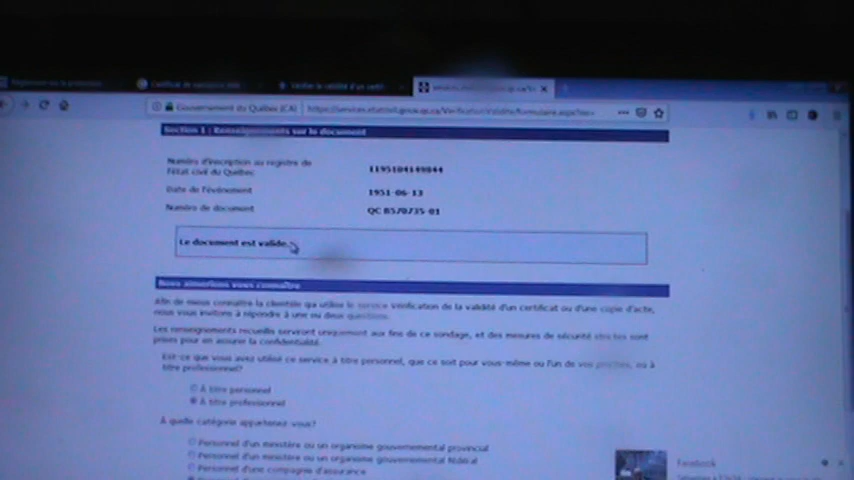 Gouvernement du Québec (CA)
Section 1 : Renseignements sur le document
Numéro d'inscription au registre de
l'état civil du Québec
Date de l'événement
1951-06-13
Numéro de document
QC 8570735-01
Le document est valide.
Nous aimerions vous connaître
Afin de mieux connaître la clientèle qui utilise le service Vérification de la validité d'un certificat ou d'une copie d'acte,
nous vous invitons à répondre à une ou deux questions.
Les renseignements recueillis serviront uniquement aux fins de ce sondage, et des mesures de sécurité strictes sont
prises pour en assurer la confidentialité.
Est-ce que vous avez utilisé ce service à titre personnel, que ce soit pour vous-même ou l'un de vos proches, ou à
titre professionnel?
À titre personnel
À titre professionnel
À quelle catégorie appartenez-vous?
Personnel d'un ministère ou un organisme gouvernemental provincial
Personnel d'un ministère ou un organisme gouvernemental fédéral
Personnel d'une compagnie d'assurance
Facebook